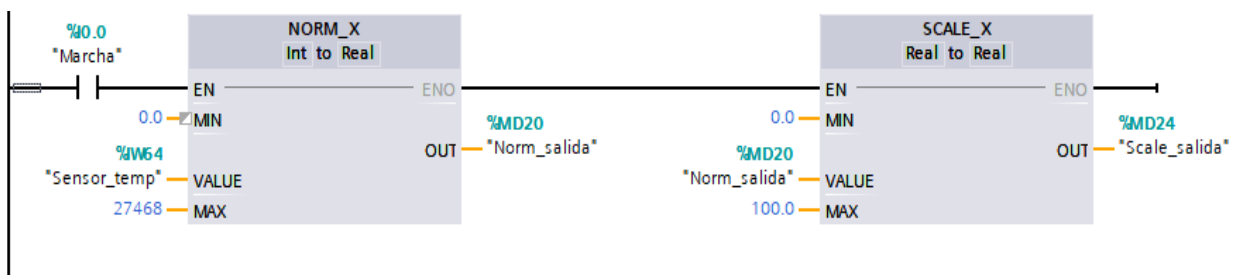 %I0.0
"Marcha"
NORM_X
Int to Real
EN
ENO
0.0
MIN
%IW64
"Sensor_temp"
VALUE
27468
MAX
OUT
%MD20
"Norm_salida"
SCALE_X
Real to Real
EN
ENO
0.0
MIN
%MD20
"Norm_salida"
VALUE
100.0
MAX
OUT
%MD24
"Scale_salida"